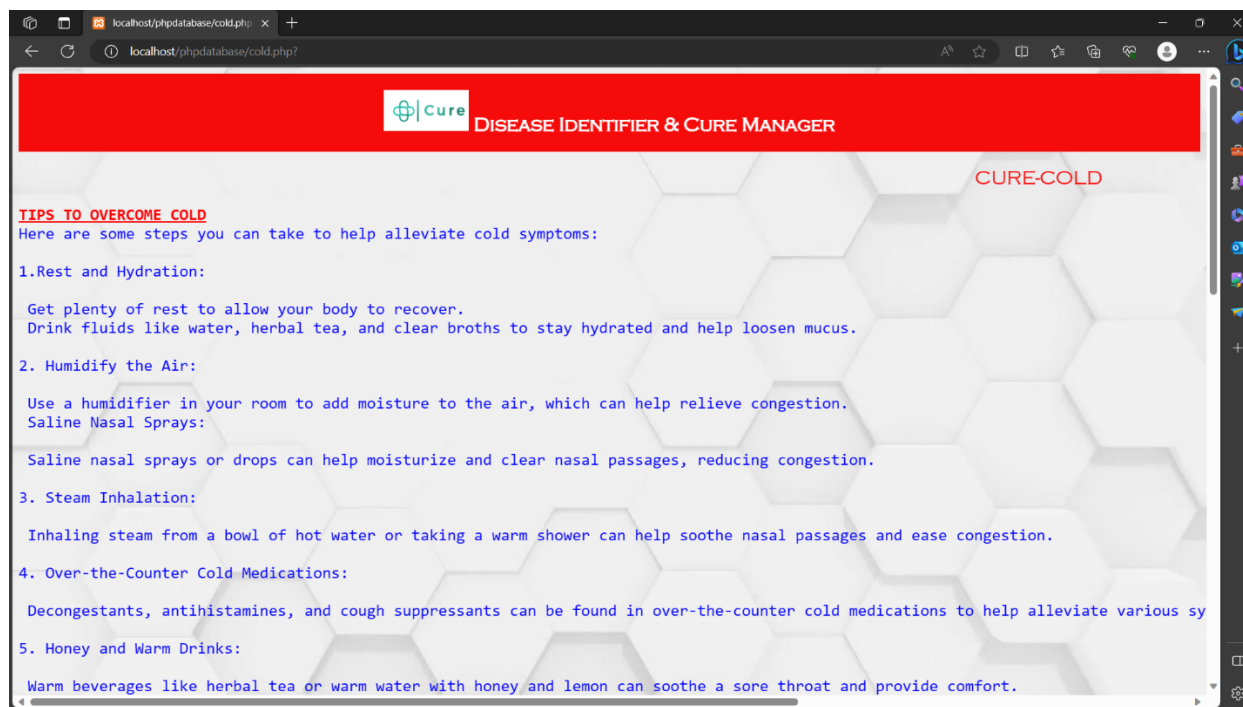 localhost/phpdatabase/cold.php
localhost/phpdatabase/cold.php?
Cure
DISEASE IDENTIFIER & CURE MANAGER
CURE-COLD
TIPS TO OVERCOME COLD
Here are some steps you can take to help alleviate cold symptoms:
1.Rest and Hydration:
Get plenty of rest to allow your body to recover.
Drink fluids like water, herbal tea, and clear broths to stay hydrated and help loosen mucus.
2. Humidify the Air:
Use a humidifier in your room to add moisture to the air, which can help relieve congestion.
Saline Nasal Sprays:
Saline nasal sprays or drops can help moisturize and clear nasal passages, reducing congestion.
3. Steam Inhalation:
Inhaling steam from a bowl of hot water or taking a warm shower can help soothe nasal passages and ease congestion.
4. Over-the-Counter Cold Medications:
Decongestants, antihistamines, and cough suppressants can be found in over-the-counter cold medications to help alleviate various sy
5. Honey and Warm Drinks:
Warm beverages like herbal tea or warm water with honey and lemon can soothe a sore throat and provide comfort.